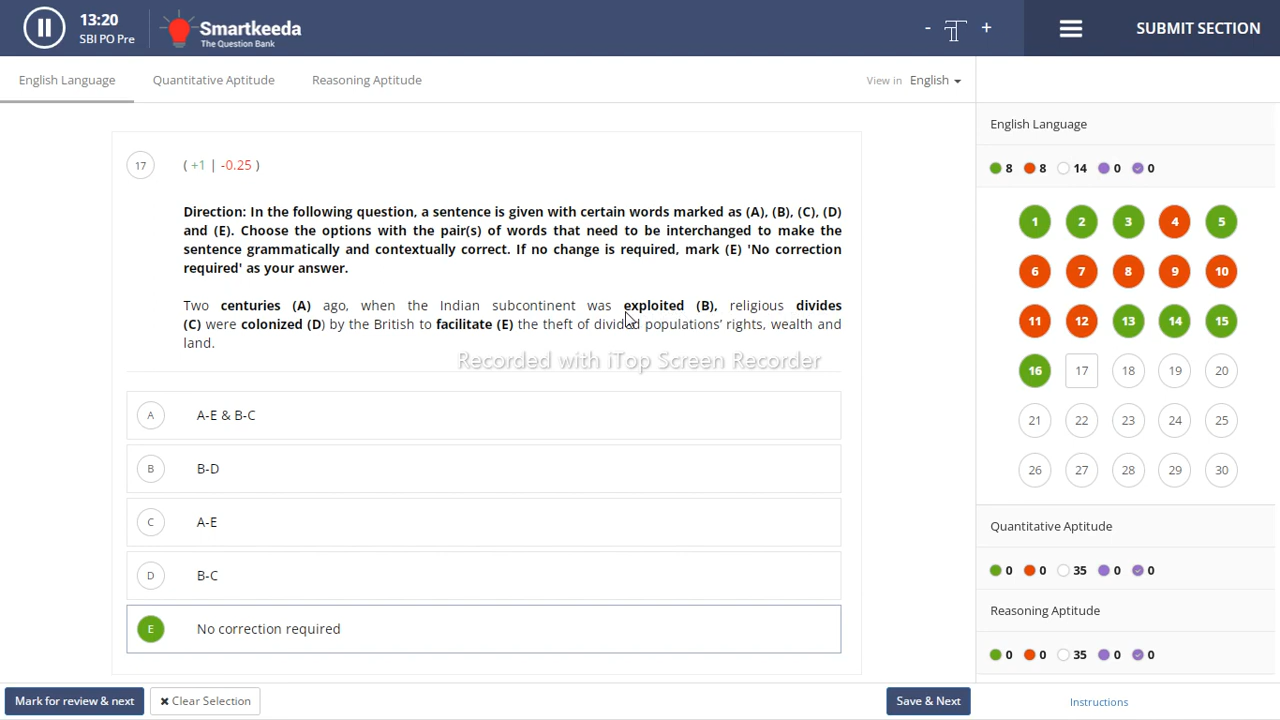 13:20
SBI PO Pre
Smartkeeda
The Question Bank
- T +
SUBMIT SECTION
English Language
Quantitative Aptitude
Reasoning Aptitude
View in English
17
( +1 | -0.25 )
Direction: In the following question, a sentence is given with certain words marked as (A), (B), (C), (D)
and (E). Choose the options with the pair(s) of words that need to be interchanged to make the
sentence grammatically and contextually correct. If no change is required, mark (E) 'No correction
required' as your answer.
Two centuries (A) ago, when the Indian subcontinent was exploited (B), religious divides
(C) were colonized (D) by the British to facilitate (E) the theft of divided populations' rights, wealth and
land.
Recorded with iTop Screen Recorder
A A-E & B-C
B B-D
C A-E
D B-C
E No correction required
Mark for review & next
Clear Selection
Save & Next
English Language
8 8 14 0 0
1 2 3 4 5
6 7 8 9 10
11 12 13 14 15
16 17 18 19 20
21 22 23 24 25
26 27 28 29 30
Quantitative Aptitude
0 0 35 0 0
Reasoning Aptitude
0 0 35 0 0
Instructions